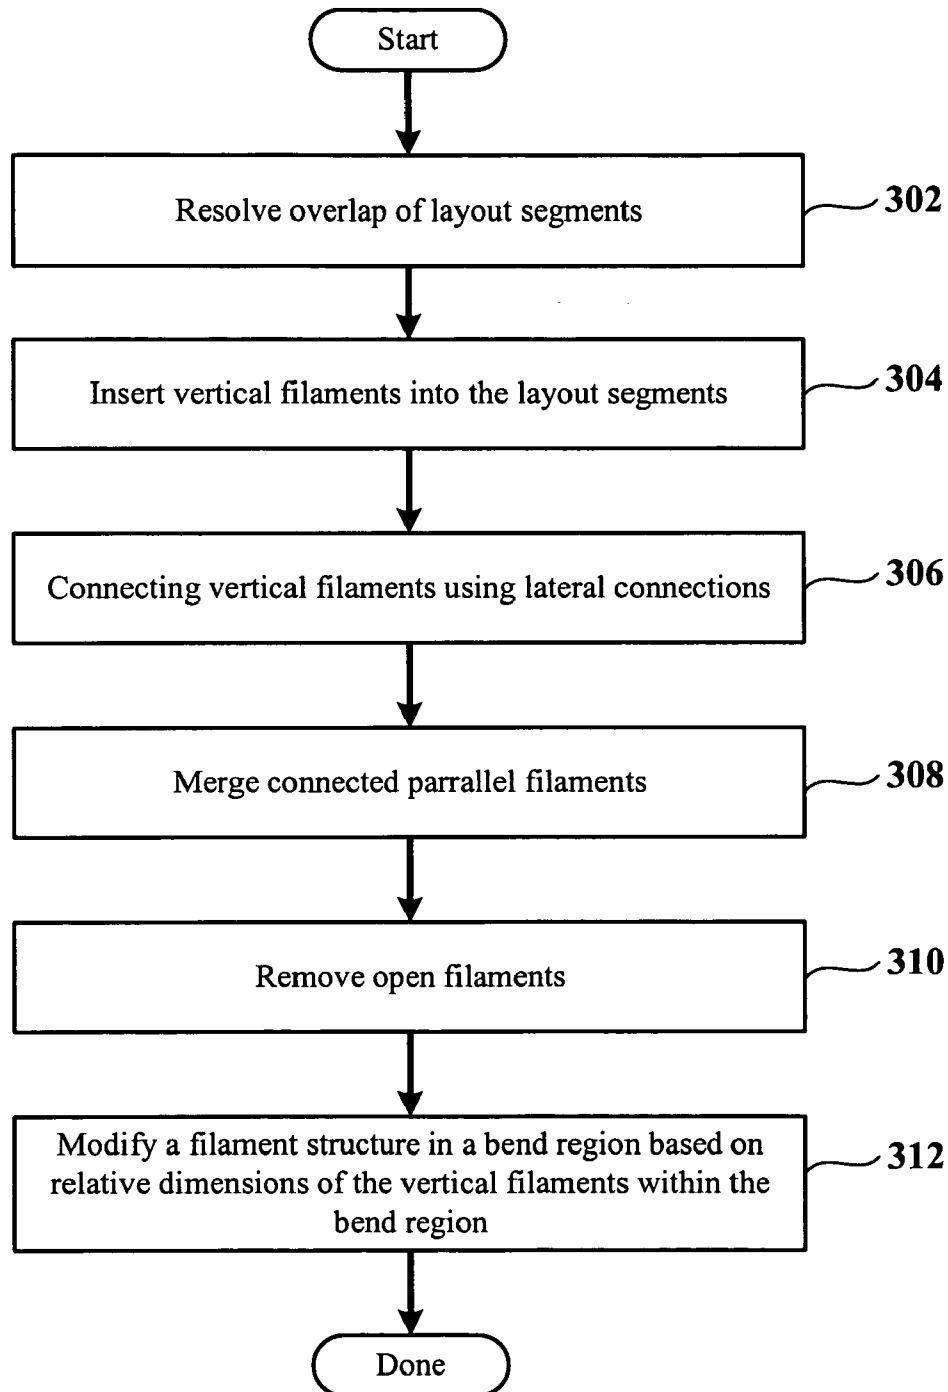 Start
Resolve overlap of layout segments
302
Insert vertical filaments into the layout segments
304
Connecting vertical filaments using lateral connections
306
Merge connected parrallel filaments
308
Remove open filaments
310
Modify a filament structure in a bend region based on
relative dimensions of the vertical filaments within the
bend region
312
Done